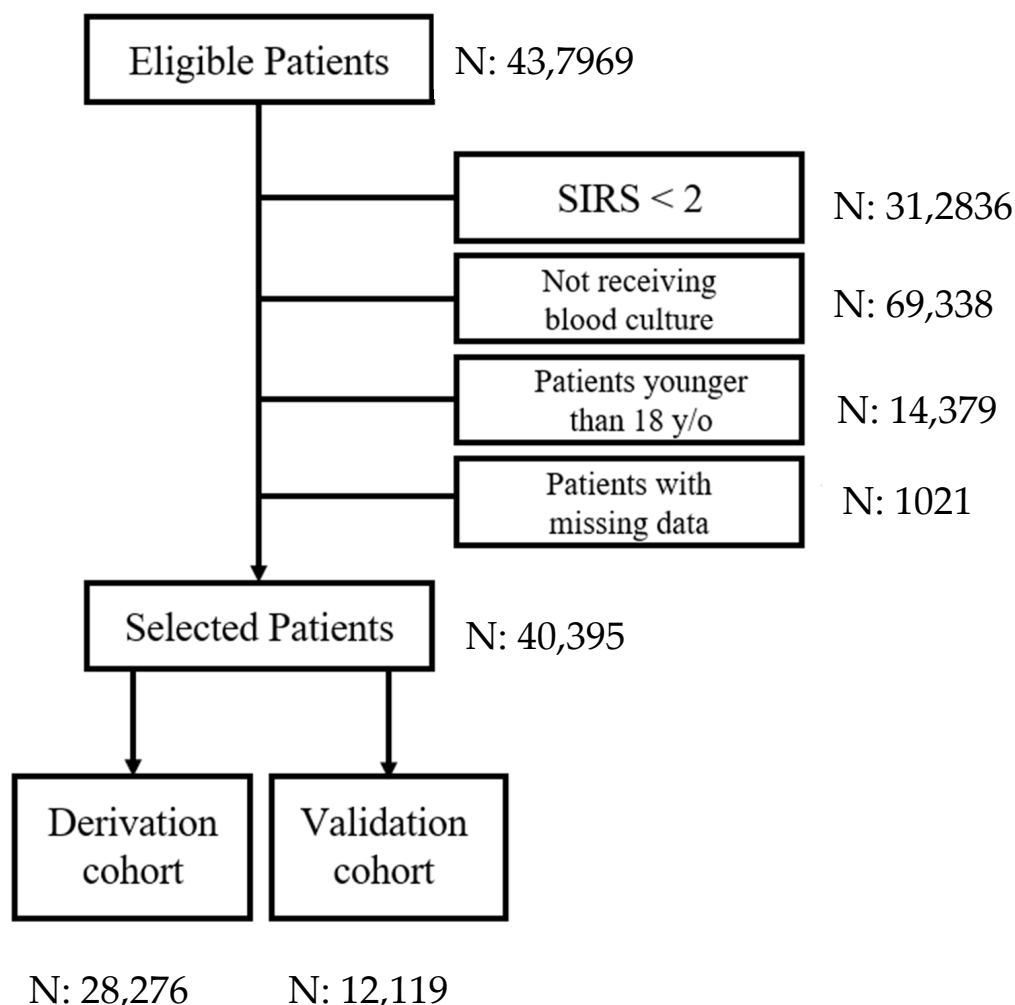 Eligible Patients
N: 43,7969
SIRS < 2
N: 31,2836
Not receiving
blood culture
N: 69,338
Patients younger
than 18 y/o
N: 14,379
Patients with
missing data
N: 1021
Selected Patients
N: 40,395
Derivation
cohort
Validation
cohort
N: 28,276
N: 12,119